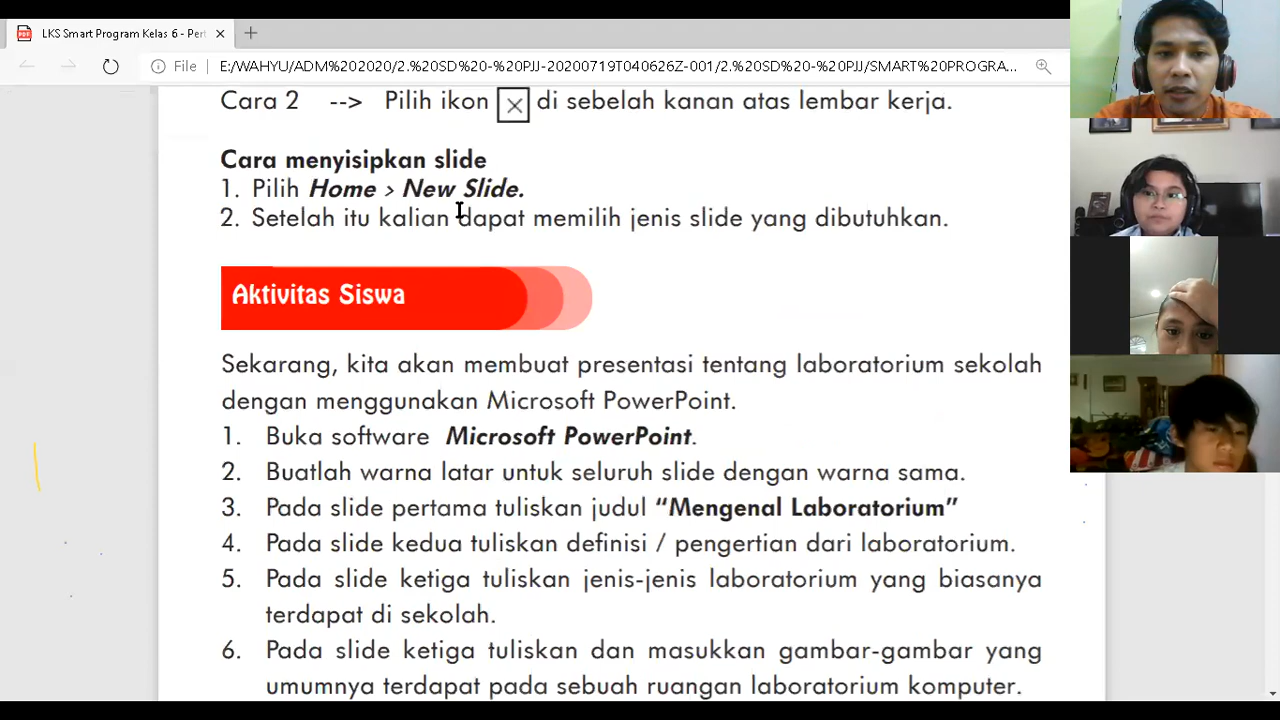 LKS Smart Program Kelas 6 - Pert
File
E:/WAHYU/ADM%202020/2.%20SD%20-%20PJJ-20200719T040626Z-001/2.%20SD%20-%20PJJ/SMART%20PROGRA...
Cara 2 --> Pilih ikon di sebelah kanan atas lembar kerja.
Cara menyisipkan slide
1. Pilih Home > New Slide.
2. Setelah itu kalian dapat memilih jenis slide yang dibutuhkan.
Aktivitas Siswa
Sekarang, kita akan membuat presentasi tentang laboratorium sekolah
dengan menggunakan Microsoft PowerPoint.
1. Buka software Microsoft PowerPoint.
2. Buatlah warna latar untuk seluruh slide dengan warna sama.
3. Pada slide pertama tuliskan judul “Mengenal Laboratorium”
4. Pada slide kedua tuliskan definisi / pengertian dari laboratorium.
5. Pada slide ketiga tuliskan jenis-jenis laboratorium yang biasanya
terdapat di sekolah.
6. Pada slide ketiga tuliskan dan masukkan gambar-gambar yang
umumnya terdapat pada sebuah ruangan laboratorium komputer.